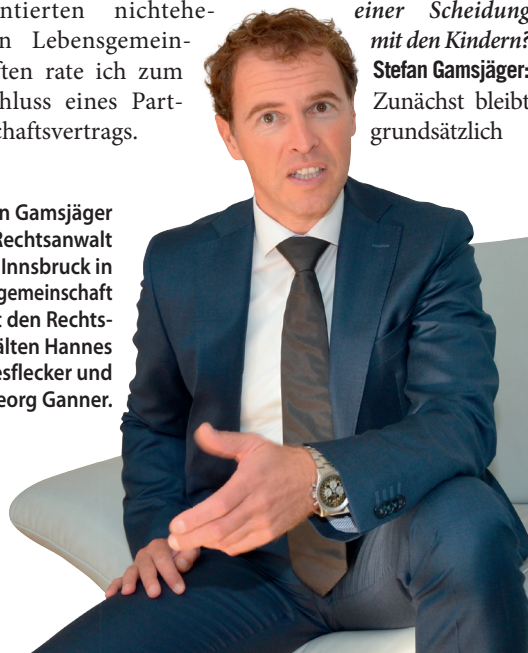 ntierten nichtehe-
n Lebensgemein-
ften rate ich zum
hluss eines Part-
chaftsvertrags.
n Gamsjäger
Rechtsanwalt
Innsbruck in
gemeinschaft
t den Rechts-
älten Hannes
esflecker und
eorg Ganner.
einer Scheidung
mit den Kindern?
Stefan Gamsjäger:
Zunächst bleibt
grundsätzlich